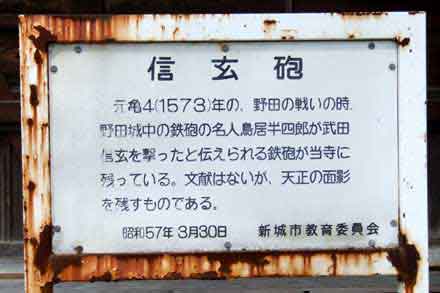 信玄砲
元亀4(1573)年の、野田の戦いの時、
野田城中の鉄砲の名人鳥居半四郎が武田
信玄を撃ったと伝えられる鉄砲が当寺に
残っている。文献はないが、天正の面影
を残すものである。
昭和57年3月30日 新城市教育委員会